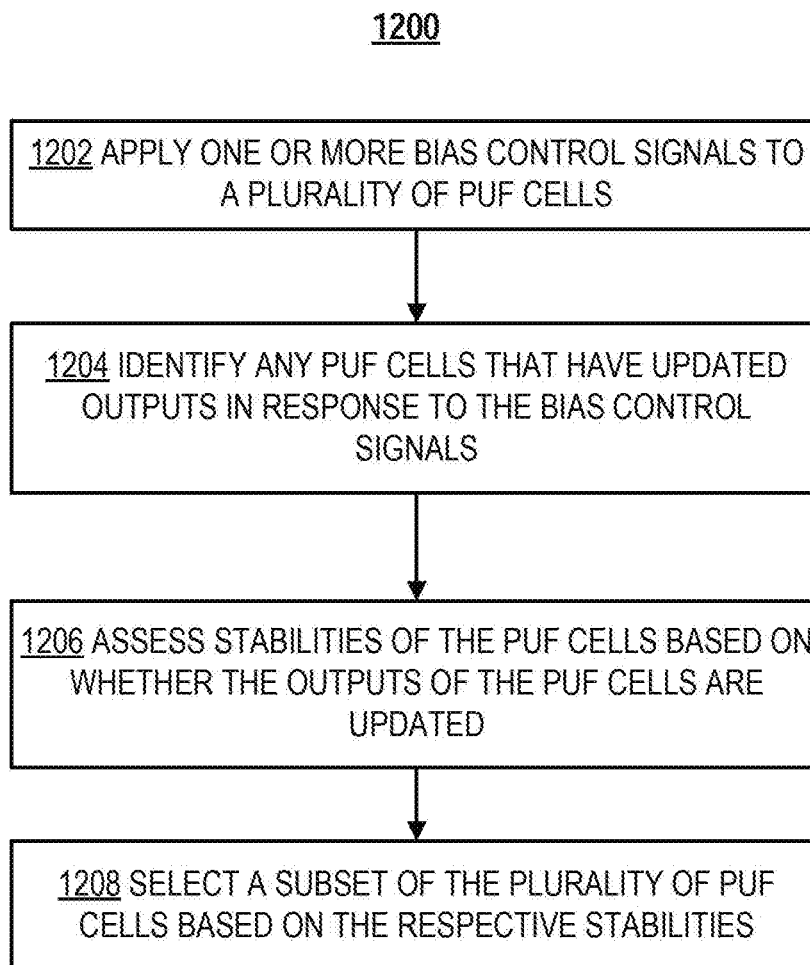 1200
1202 APPLY ONE OR MORE BIAS CONTROL SIGNALS TO
A PLURALITY OF PUF CELLS
1204 IDENTIFY ANY PUF CELLS THAT HAVE UPDATED
OUTPUTS IN RESPONSE TO THE BIAS CONTROL
SIGNALS
1206 ASSESS STABILITIES OF THE PUF CELLS BASED ON
WHETHER THE OUTPUTS OF THE PUF CELLS ARE
UPDATED
1208 SELECT A SUBSET OF THE PLURALITY OF PUF
CELLS BASED ON THE RESPECTIVE STABILITIES